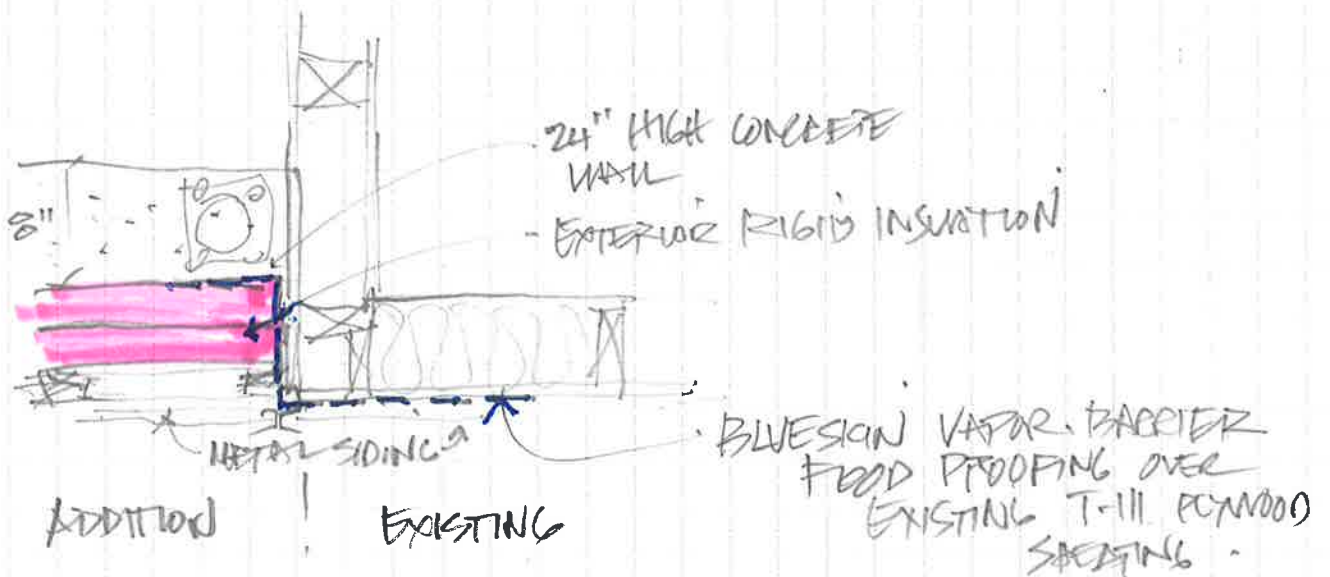 24" HIGH CONCRETE
WALL
EXTERIOR RIGID INSULATION
8"
METAL SIDING
BLUESKIN VAPOR BARRIER
FLOOD PROOFING OVER
EXISTING T-111 PLYWOOD
SHEATING.
ADDITION
EXISTING